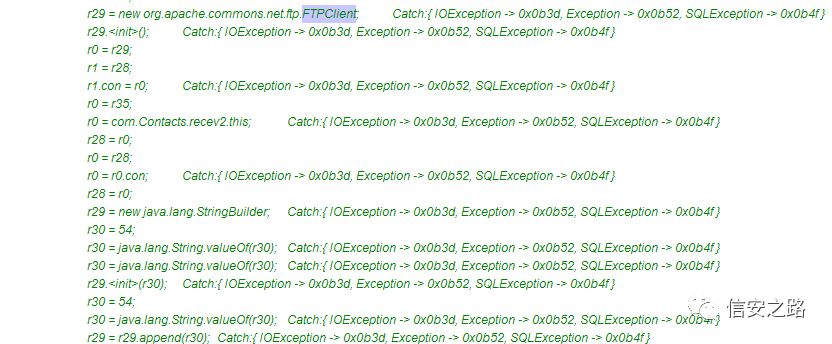 r29 = new org.apache.commons.net.ftp.FTPClient; Catch:{ IOException -> 0x0b3d, Exception -> 0x0b52, SQLException -> 0x0b4f }
r29.<init>(); Catch:{ IOException -> 0x0b3d, Exception -> 0x0b52, SQLException -> 0x0b4f }
r0 = r29;
r1 = r28;
r1.con = r0; Catch:{ IOException -> 0x0b3d, Exception -> 0x0b52, SQLException -> 0x0b4f }
r0 = r35;
r0 = com.Contacts.recev2.this; Catch:{ IOException -> 0x0b3d, Exception -> 0x0b52, SQLException -> 0x0b4f }
r28 = r0;
r0 = r28;
r0 = r0.con; Catch:{ IOException -> 0x0b3d, Exception -> 0x0b52, SQLException -> 0x0b4f }
r28 = r0;
r29 = new java.lang.StringBuilder; Catch:{ IOException -> 0x0b3d, Exception -> 0x0b52, SQLException -> 0x0b4f }
r30 = 54;
r30 = java.lang.String.valueOf(r30); Catch:{ IOException -> 0x0b3d, Exception -> 0x0b52, SQLException -> 0x0b4f }
r30 = java.lang.String.valueOf(r30); Catch:{ IOException -> 0x0b3d, Exception -> 0x0b52, SQLException -> 0x0b4f }
r29.<init>(r30); Catch:{ IOException -> 0x0b3d, Exception -> 0x0b52, SQLException -> 0x0b4f }
r30 = 54;
r30 = java.lang.String.valueOf(r30); Catch:{ IOException -> 0x0b3d, Exception -> 0x0b52, SQLException -> 0x0b4f }
r29 = r29.append(r30); Catch:{ IOException -> 0x0b3d, Exception -> 0x0b52, SQLException -> 0x0b4f }
信安之路